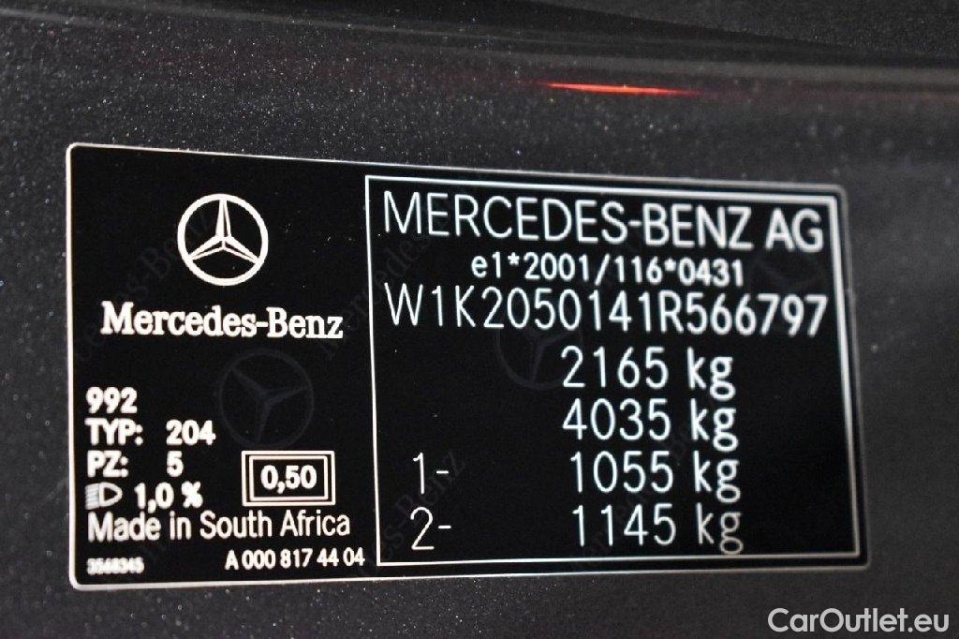 Mercedes-Benz
992
TYP: 204
PZ: 5
1,0 %
0,50
Made in South Africa
3568345
A 000 817 44 04
MERCEDES-BENZ AG
e1*2001/116*0431
W1K2050141R566797
2165 kg
4035 kg
1- 1055 kg
2- 1145 kg
CarOutlet.eu